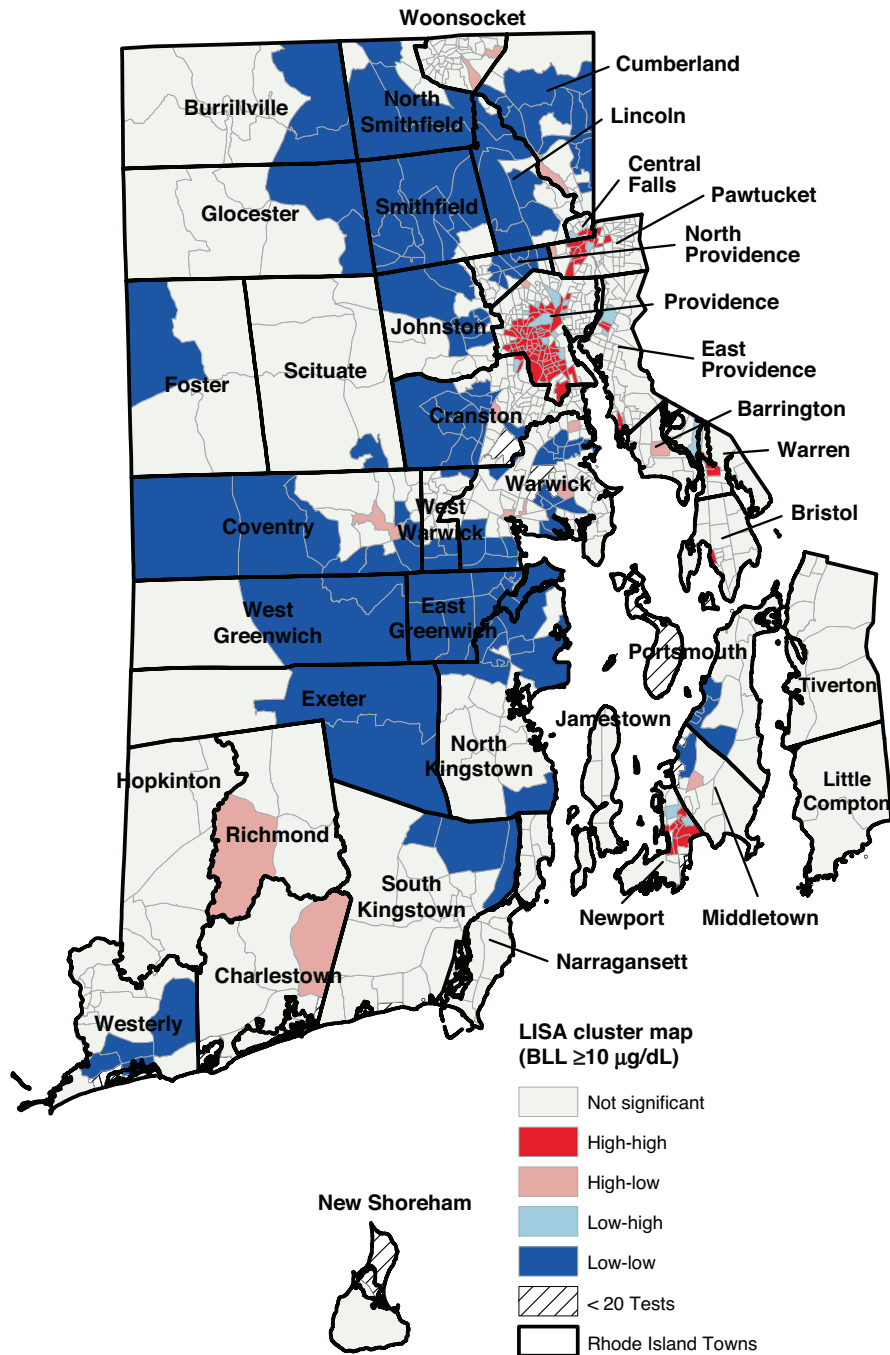 Woonsocket
Cumberland
Burrillville
North
Smithfield
Lincoln
Central
Falls
Pawtucket
Glocester
Smithfield
North
Providence
Providence
Johnston
East
Providence
Foster
Scituate
Cranston
Barrington
Warren
Warwick
West
Warwick
Coventry
Bristol
West
Greenwich
East
Greenwich
Portsmouth
Tiverton
Exeter
Jamestown
North
Kingstown
Hopkinton
Little
Compton
Richmond
South
Kingstown
Newport
Middletown
Narragansett
Charlestown
Westerly
LISA cluster map
(BLL ≥10 μg/dL)
Not significant
High-high
High-low
Low-high
Low-low
< 20 Tests
Rhode Island Towns
New Shoreham